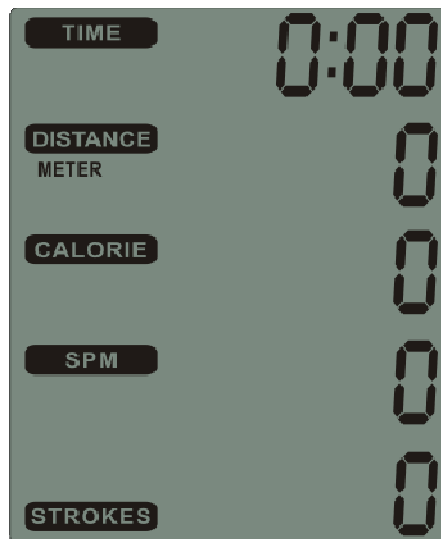 TIME 0:00
DISTANCE 0
METER
CALORIE 0
SPM 0
STROKES 0